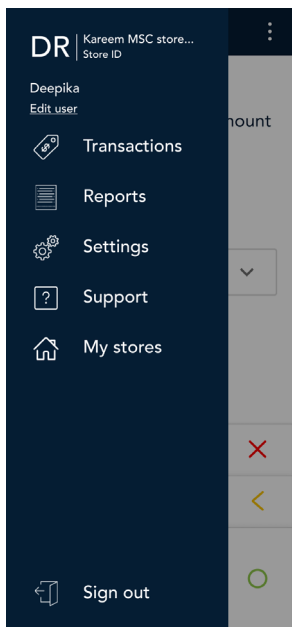 DR
Kareem MSC store...
Store ID
Deepika
Edit user
nount
Transactions
Reports
Settings
?
Support
My stores
Sign out